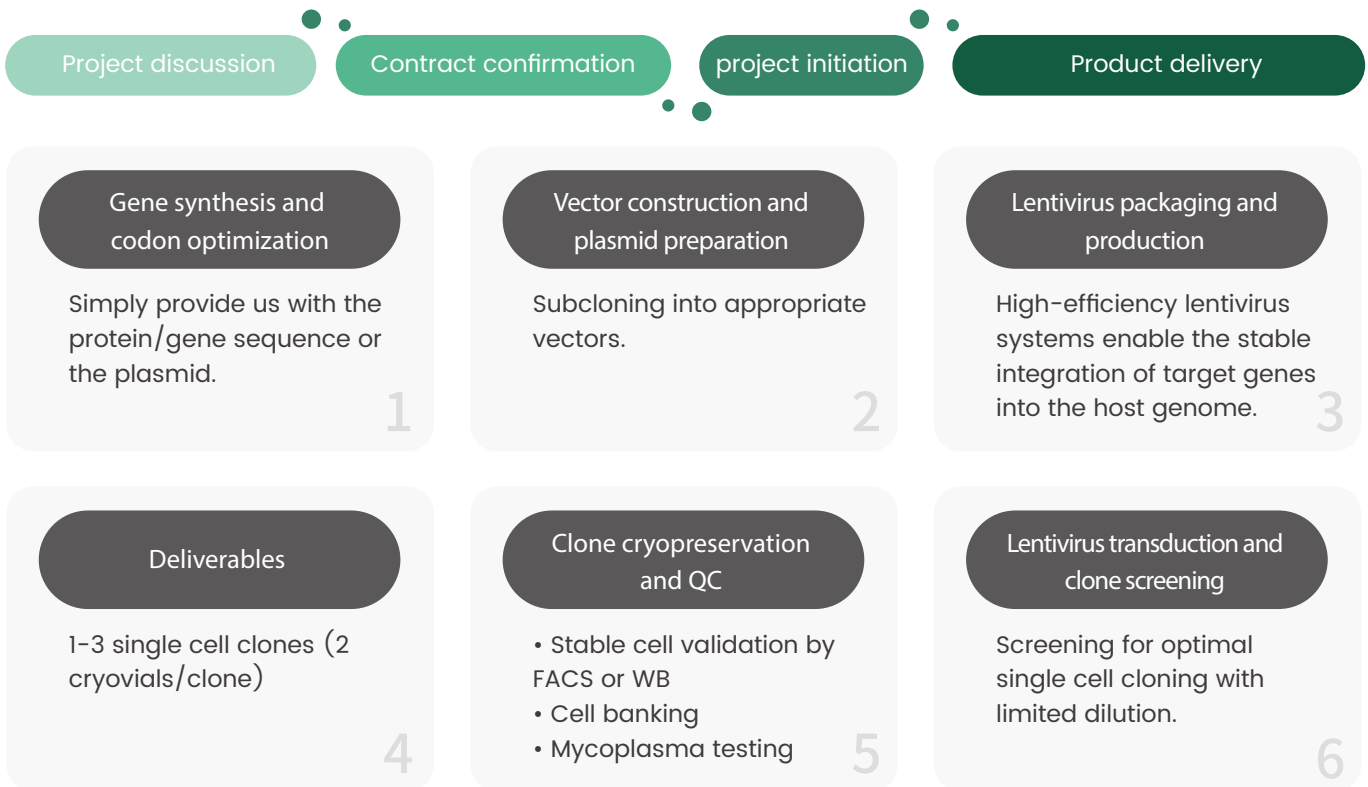 Project discussion
Contract confirmation
project initiation
Product delivery
Gene synthesis and
codon optimization
Simply provide us with the
protein/gene sequence or
the plasmid.
1
Vector construction and
plasmid preparation
Subcloning into appropriate
vectors.
2
Lentivirus packaging and
production
High-efficiency lentivirus
systems enable the stable
integration of target genes
into the host genome.
3
Deliverables
1-3 single cell clones (2
cryovials/clone)
4
Clone cryopreservation
and QC
• Stable cell validation by
FACS or WB
• Cell banking
• Mycoplasma testing
5
Lentivirus transduction and
clone screening
Screening for optimal
single cell cloning with
limited dilution.
6